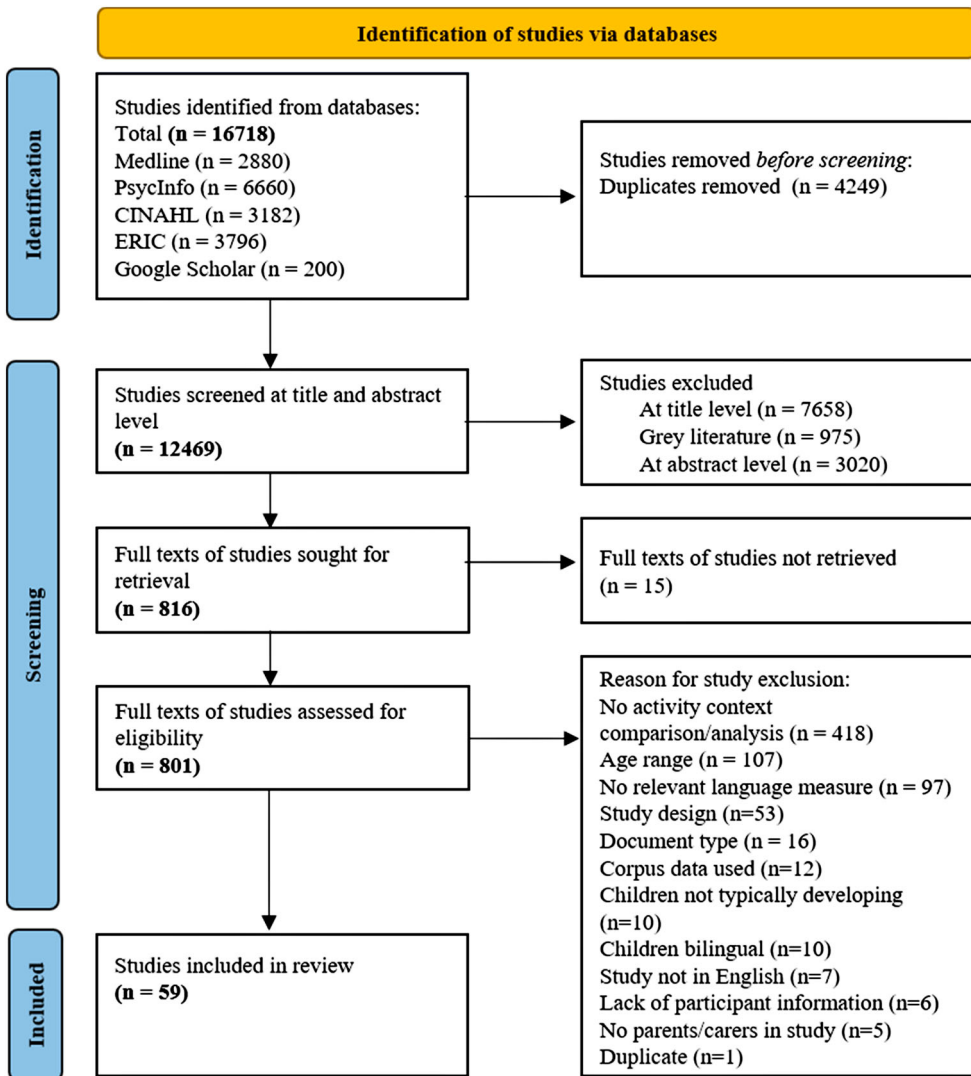 Identification of studies via databases
Identification
Studies identified from databases:
Total (n = 16718)
Medline (n = 2880)
PsycInfo (n = 6660)
CINAHL (n = 3182)
ERIC (n = 3796)
Google Scholar (n = 200)
Studies removed before screening:
Duplicates removed (n = 4249)
Screening
Studies screened at title and abstract
level
(n = 12469)
Studies excluded
At title level (n = 7658)
Grey literature (n = 975)
At abstract level (n = 3020)
Full texts of studies sought for
retrieval
(n = 816)
Full texts of studies not retrieved
(n = 15)
Full texts of studies assessed for
eligibility
(n = 801)
Reason for study exclusion:
No activity context
comparison/analysis (n = 418)
Age range (n = 107)
No relevant language measure (n = 97)
Study design (n=53)
Document type (n = 16)
Corpus data used (n=12)
Children not typically developing
(n=10)
Children bilingual (n=10)
Study not in English (n=7)
Lack of participant information (n=6)
No parents/carers in study (n=5)
Duplicate (n=1)
Included
Studies included in review
(n = 59)